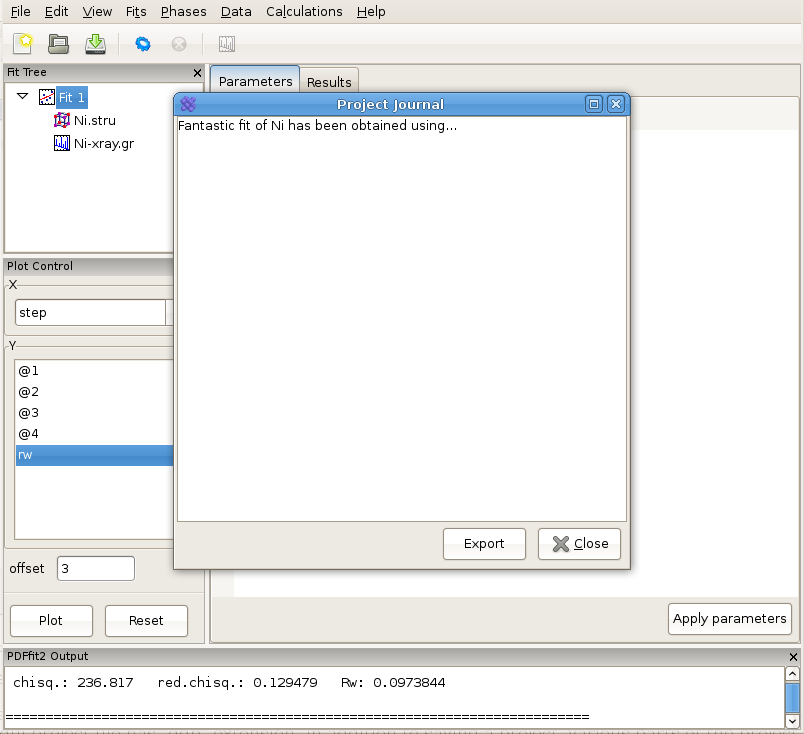 File Edit View Fits Phases Data Calculations Help
Fit Tree
Fit 1
Ni.stru
Ni-xray.gr
Parameters Results
Project Journal
Fantastic fit of Ni has been obtained using...
Export Close
Plot Control
X
step
Y
@1
@2
@3
@4
rw
offset 3
Plot Reset
Apply parameters
PDFfit2 Output
chisq.: 236.817 red.chisq.: 0.129479 Rw: 0.0973844
=========================================================================